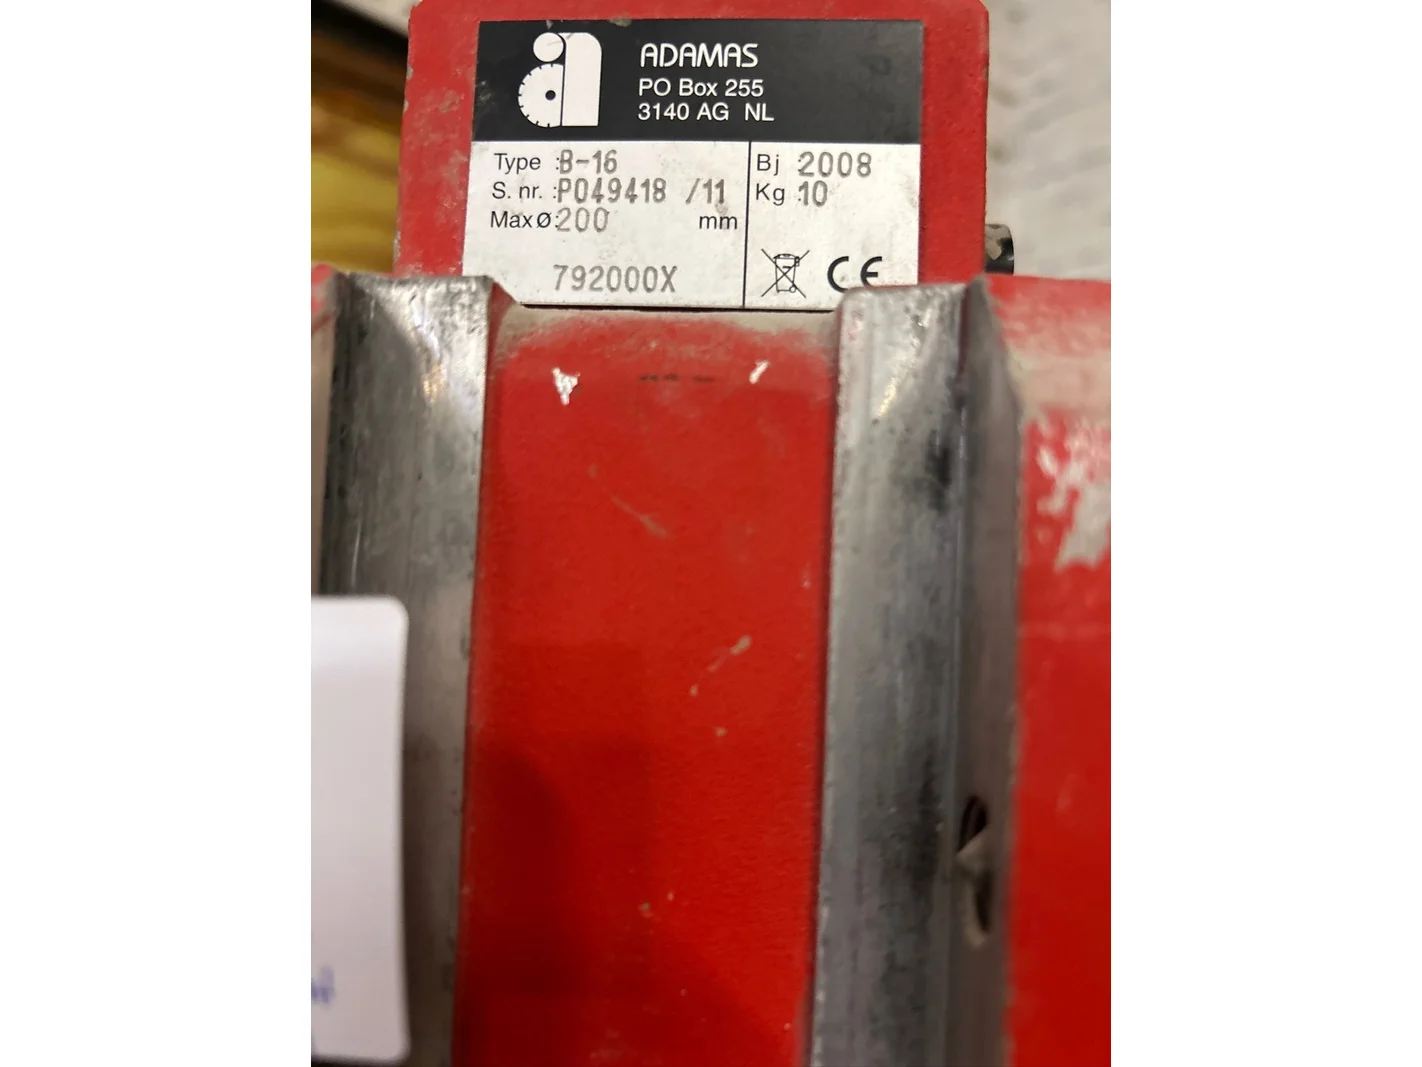 ADAMAS
PO Box 255
3140 AG NL
Type :B-16
S. nr. :P049418 /11
Max Ø:200 mm
792000X
Bj :2008
Kg :10
CE